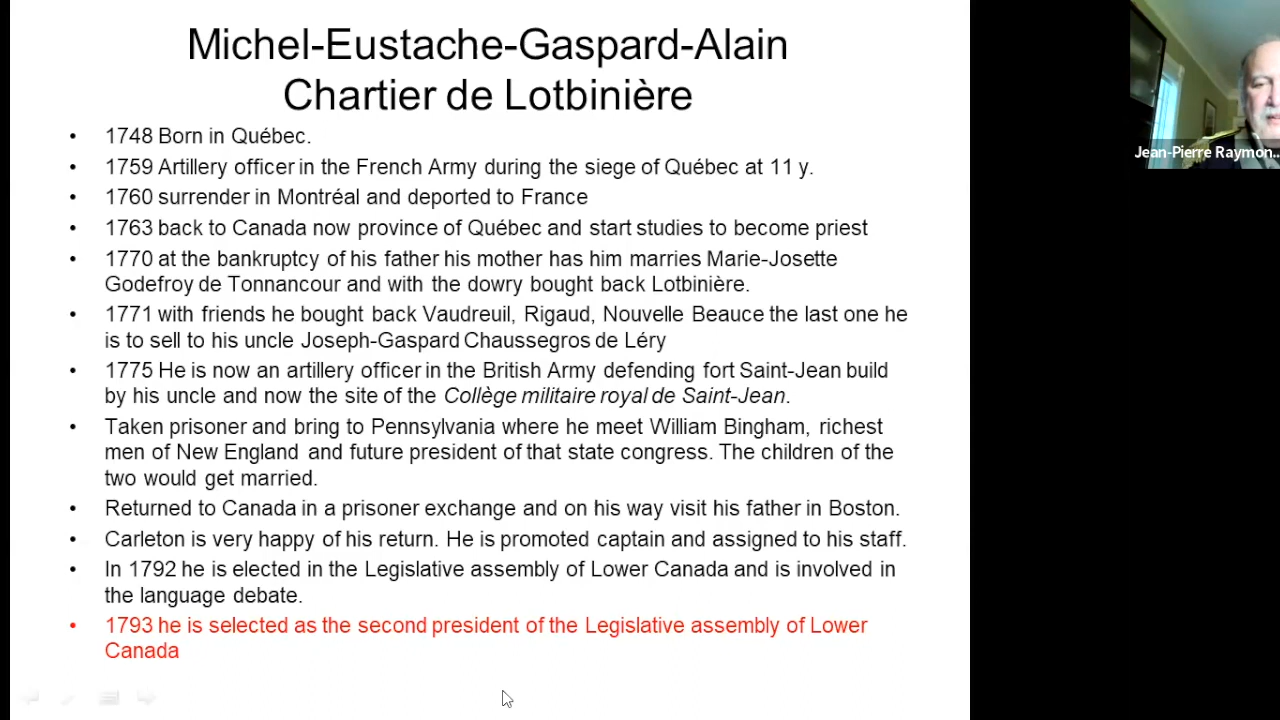 Michel-Eustache-Gaspard-Alain
Chartier de Lotbinière
• 1748 Born in Québec.
• 1759 Artillery officer in the French Army during the siege of Québec at 11 y.
• 1760 surrender in Montréal and deported to France
• 1763 back to Canada now province of Québec and start studies to become priest
• 1770 at the bankruptcy of his father his mother has him marries Marie-Josette
Godefroy de Tonnancour and with the dowry bought back Lotbinière.
• 1771 with friends he bought back Vaudreuil, Rigaud, Nouvelle Beauce the last one he
is to sell to his uncle Joseph-Gaspard Chaussegros de Léry
• 1775 He is now an artillery officer in the British Army defending fort Saint-Jean build
by his uncle and now the site of the Collège militaire royal de Saint-Jean.
• Taken prisoner and bring to Pennsylvania where he meet William Bingham, richest
men of New England and future president of that state congress. The children of the
two would get married.
• Returned to Canada in a prisoner exchange and on his way visit his father in Boston.
• Carleton is very happy of his return. He is promoted captain and assigned to his staff.
• In 1792 he is elected in the Legislative assembly of Lower Canada and is involved in
the language debate.
• 1793 he is selected as the second president of the Legislative assembly of Lower
Canada
Jean-Pierre Raymon...